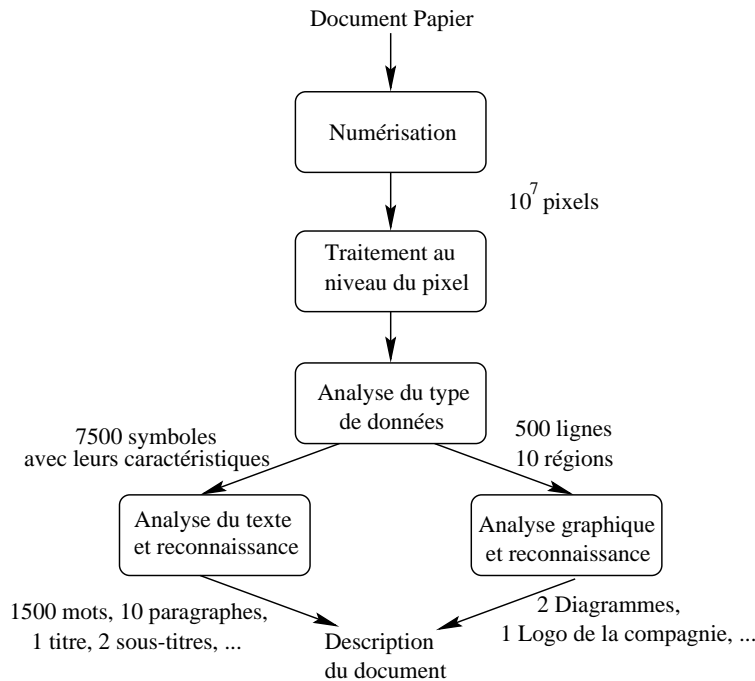 Document Papier
Numérisation
10^7 pixels
Traitement au
niveau du pixel
Analyse du type
de données
7500 symboles
avec leurs caractéristiques
500 lignes
10 régions
Analyse du texte
et reconnaissance
Analyse graphique
et reconnaissance
1500 mots, 10 paragraphes,
1 titre, 2 sous-titres, ...
2 Diagrammes,
1 Logo de la compagnie, ...
Description
du document